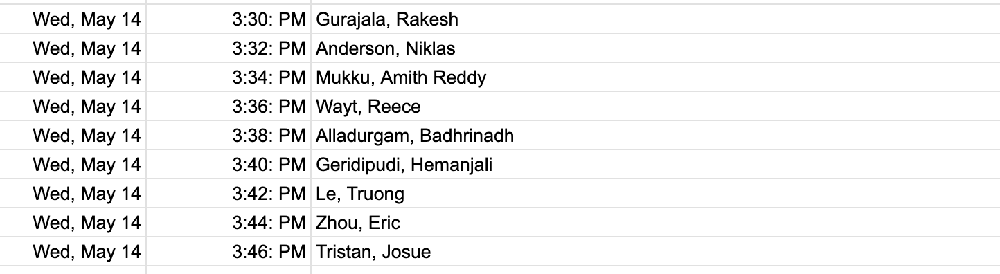 Wed, May 14 3:30: PM Gurajala, Rakesh
Wed, May 14 3:32: PM Anderson, Niklas
Wed, May 14 3:34: PM Mukku, Amith Reddy
Wed, May 14 3:36: PM Wayt, Reece
Wed, May 14 3:38: PM Alladurgam, Badhrinadh
Wed, May 14 3:40: PM Geridipudi, Hemanjali
Wed, May 14 3:42: PM Le, Truong
Wed, May 14 3:44: PM Zhou, Eric
Wed, May 14 3:46: PM Tristan, Josue